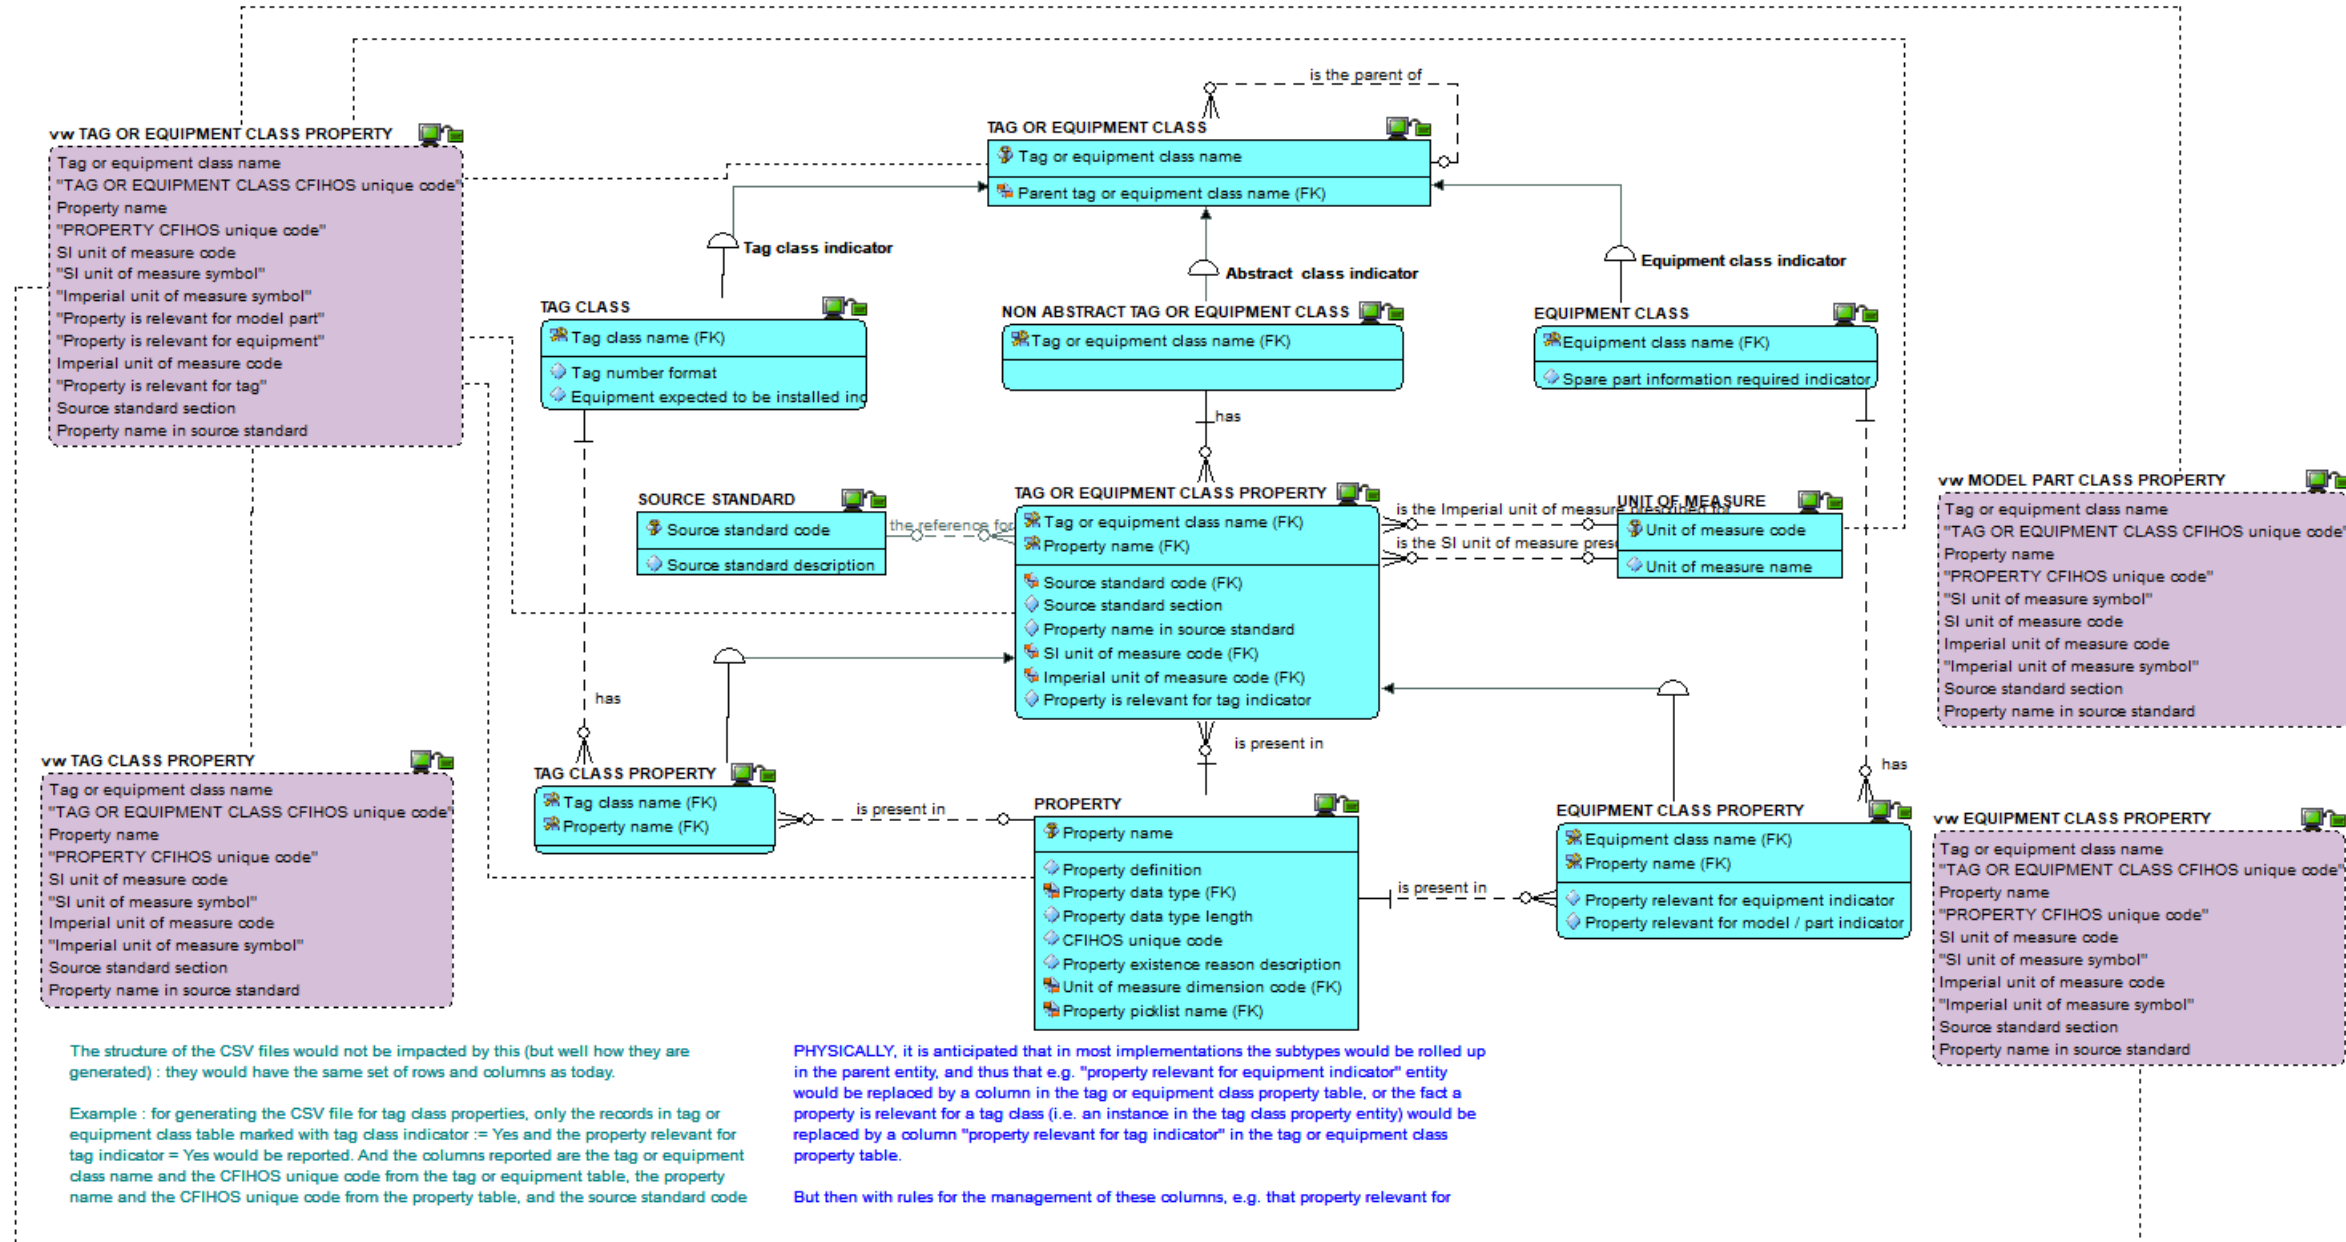 is the parent of
vw TAG OR EQUIPMENT CLASS PROPERTY
Tag or equipment class name
"TAG OR EQUIPMENT CLASS CFIHOS unique code"
Property name
"PROPERTY CFIHOS unique code"
SI unit of measure code
"SI unit of measure symbol"
"Imperial unit of measure symbol"
"Property is relevant for model part"
"Property is relevant for equipment"
Imperial unit of measure code
"Property is relevant for tag"
Source standard section
Property name in source standard
TAG OR EQUIPMENT CLASS
Tag or equipment class name
Parent tag or equipment class name (FK)
Tag class indicator
Abstract class indicator
Equipment class indicator
TAG CLASS
Tag class name (FK)
Tag number format
Equipment expected to be installed inc
NON ABSTRACT TAG OR EQUIPMENT CLASS
Tag or equipment class name (FK)
EQUIPMENT CLASS
Equipment class name (FK)
Spare part information required indicator
has
SOURCE STANDARD
Source standard code
Source standard description
the reference for
TAG OR EQUIPMENT CLASS PROPERTY
Tag or equipment class name (FK)
Property name (FK)
Source standard code (FK)
Source standard section
Property name in source standard
SI unit of measure code (FK)
Imperial unit of measure code (FK)
Property is relevant for tag indicator
is the Imperial unit of measure prescribed for
is the SI unit of measure presc
UNIT OF MEASURE
Unit of measure code
Unit of measure name
vw MODEL PART CLASS PROPERTY
Tag or equipment class name
"TAG OR EQUIPMENT CLASS CFIHOS unique code"
Property name
"PROPERTY CFIHOS unique code"
"SI unit of measure symbol"
SI unit of measure code
Imperial unit of measure code
"Imperial unit of measure symbol"
Source standard section
Property name in source standard
has
is present in
has
vw TAG CLASS PROPERTY
Tag or equipment class name
"TAG OR EQUIPMENT CLASS CFIHOS unique code"
Property name
"PROPERTY CFIHOS unique code"
SI unit of measure code
"SI unit of measure symbol"
Imperial unit of measure code
"Imperial unit of measure symbol"
Source standard section
Property name in source standard
TAG CLASS PROPERTY
Tag class name (FK)
Property name (FK)
is present in
PROPERTY
Property name
Property definition
Property data type (FK)
Property data type length
CFIHOS unique code
Property existence reason description
Unit of measure dimension code (FK)
Property picklist name (FK)
is present in
EQUIPMENT CLASS PROPERTY
Equipment class name (FK)
Property name (FK)
Property relevant for equipment indicator
Property relevant for model / part indicator
vw EQUIPMENT CLASS PROPERTY
Tag or equipment class name
"TAG OR EQUIPMENT CLASS CFIHOS unique code"
Property name
"PROPERTY CFIHOS unique code"
SI unit of measure code
"SI unit of measure symbol"
Imperial unit of measure code
"Imperial unit of measure symbol"
Source standard section
Property name in source standard
The structure of the CSV files would not be impacted by this (but well how they are
generated) : they would have the same set of rows and columns as today.
Example : for generating the CSV file for tag class properties, only the records in tag or
equipment class table marked with tag class indicator := Yes and the property relevant for
tag indicator = Yes would be reported. And the columns reported are the tag or equipment
class name and the CFIHOS unique code from the tag or equipment table, the property
name and the CFIHOS unique code from the property table, and the source standard code
PHYSICALLY, it is anticipated that in most implementations the subtypes would be rolled up
in the parent entity, and thus that e.g. "property relevant for equipment indicator" entity
would be replaced by a column in the tag or equipment class property table, or the fact a
property is relevant for a tag class (i.e. an instance in the tag class property entity) would be
replaced by a column "property relevant for tag indicator" in the tag or equipment class
property table.
But then with rules for the management of these columns, e.g. that property relevant for